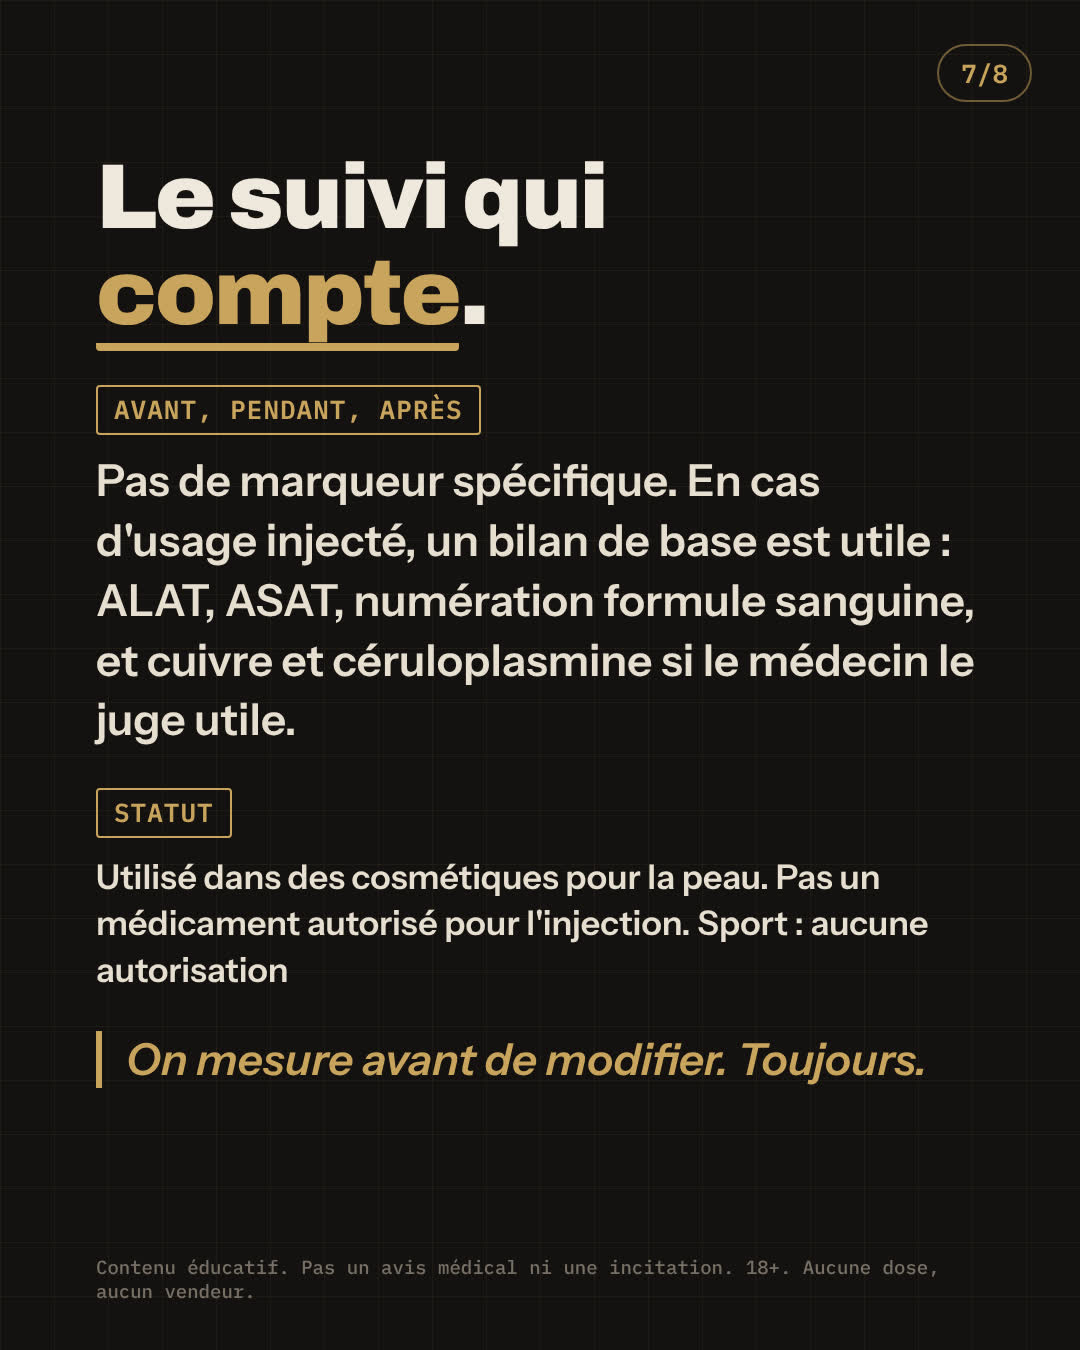 7/8
Le suivi qui
compte.
AVANT, PENDANT, APRÈS
Pas de marqueur spécifique. En cas
d'usage injecté, un bilan de base est utile :
ALAT, ASAT, numération formule sanguine,
et cuivre et céruloplasmine si le médecin le
juge utile.
STATUT
Utilisé dans des cosmétiques pour la peau. Pas un
médicament autorisé pour l'injection. Sport : aucune
autorisation
On mesure avant de modifier. Toujours.
Contenu éducatif. Pas un avis médical ni une incitation. 18+. Aucune dose,
aucun vendeur.